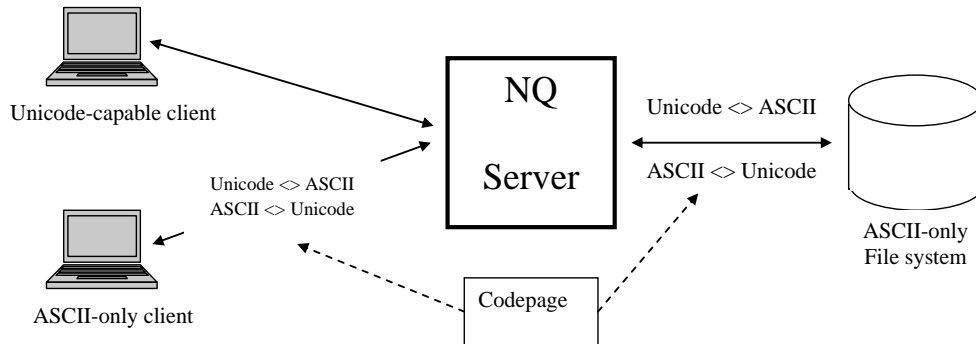 Unicode-capable client
NQ
Server
Unicode <> ASCII
ASCII <> Unicode
Unicode <> ASCII
ASCII <> Unicode
ASCII-only
File system
ASCII-only client
Codepage